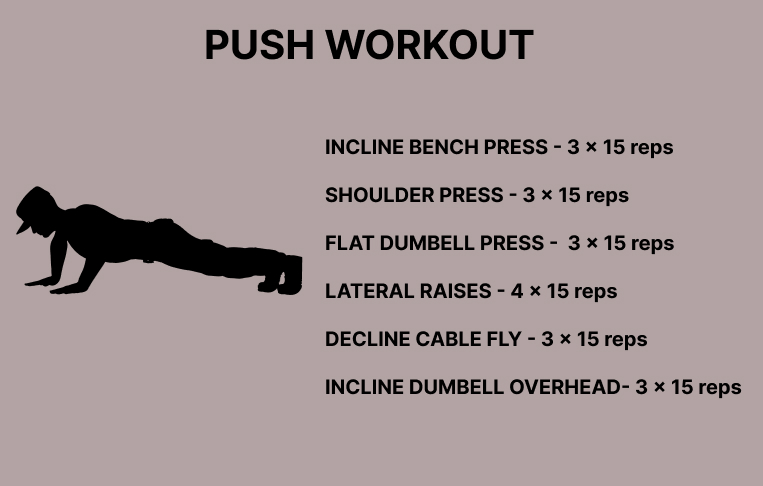 PUSH WORKOUT
INCLINE BENCH PRESS - 3 × 15 reps
SHOULDER PRESS - 3 × 15 reps
FLAT DUMBELL PRESS -  3 × 15 reps
LATERAL RAISES - 4 × 15 reps
DECLINE CABLE FLY - 3 × 15 reps
INCLINE DUMBELL OVERHEAD- 3 × 15 reps